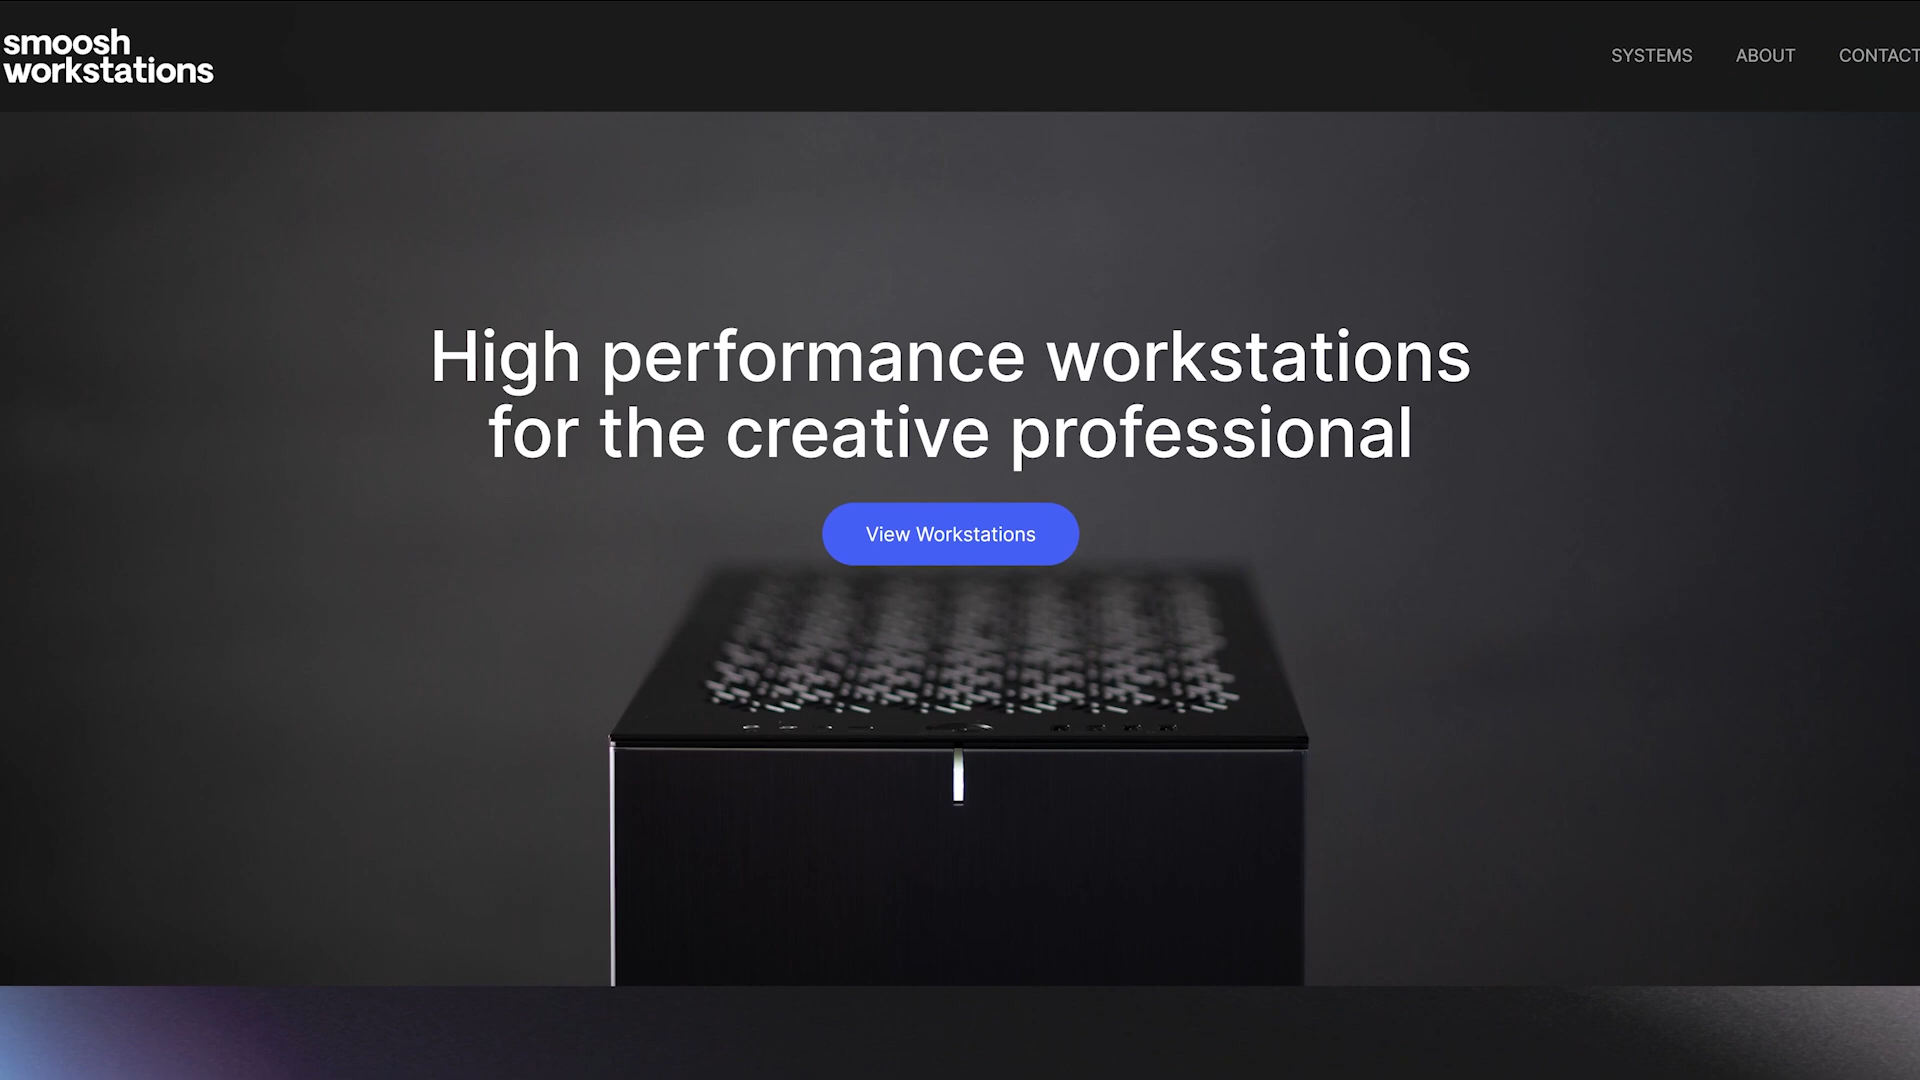 smoosh
workstations
SYSTEMS
ABOUT
CONTACT
High performance workstations
for the creative professional
View Workstations